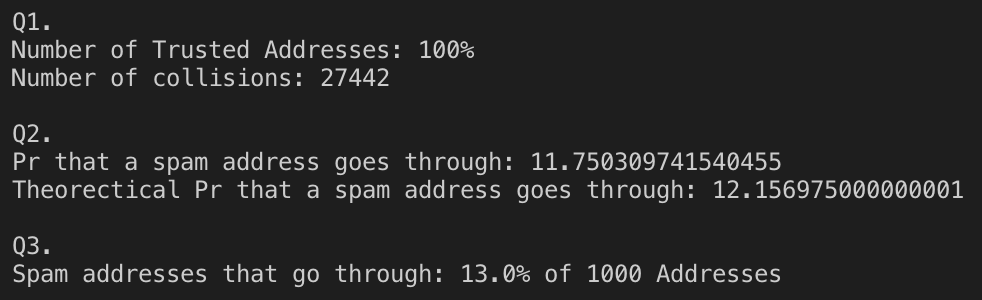 Q1.
Number of Trusted Addresses: 100%
Number of collisions: 27442
Q2.
Pr that a spam address goes through: 11.750309741540455
Theorectical Pr that a spam address goes through: 12.156975000000001
Q3.
Spam addresses that go through: 13.0% of 1000 Addresses